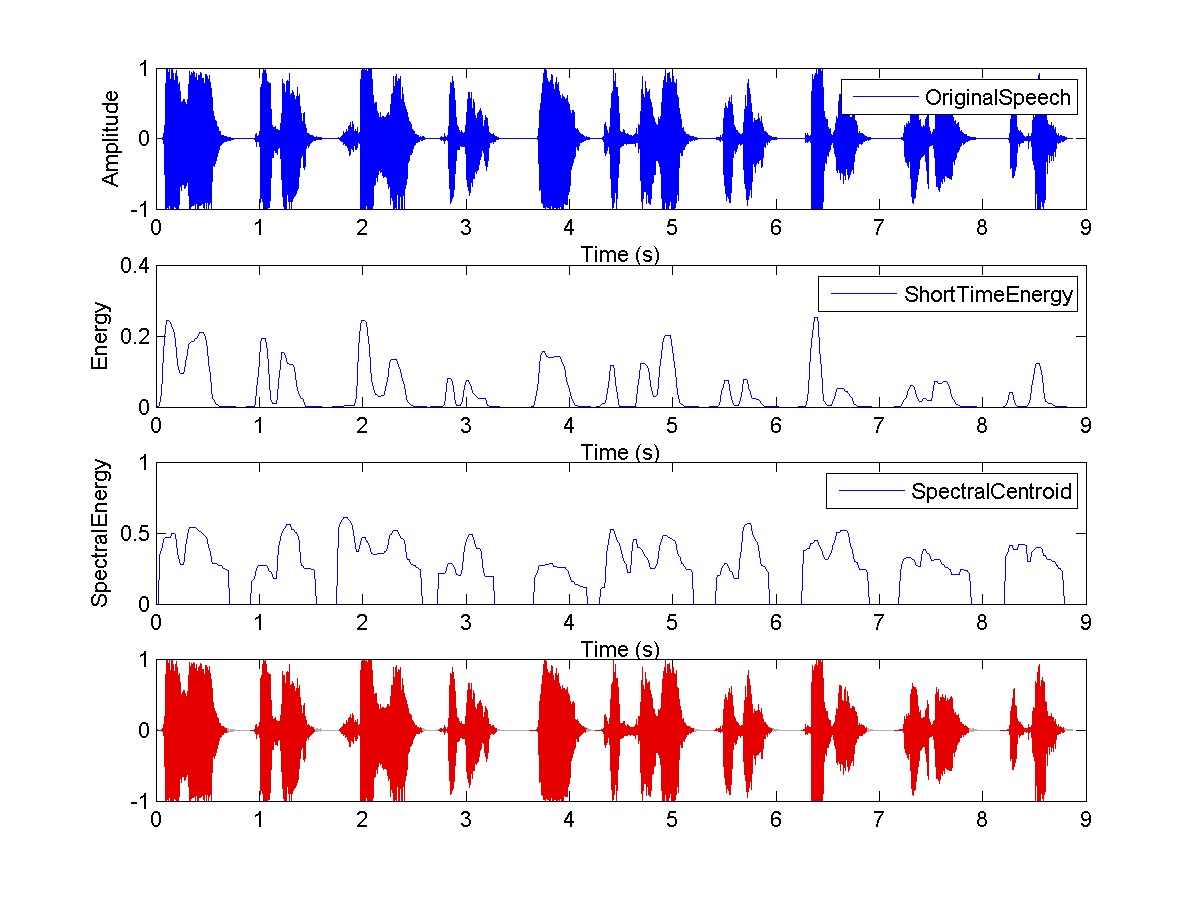 1
OriginalSpeech
Amplitude
0
-1
0 1 2 3 4 5 6 7 8 9
Time (s)
0.4
ShortTimeEnergy
Energy
0.2
0
0 1 2 3 4 5 6 7 8 9
Time (s)
1
SpectralCentroid
SpectralEnergy
0.5
0
0 1 2 3 4 5 6 7 8 9
Time (s)
1
0
-1
0 1 2 3 4 5 6 7 8 9